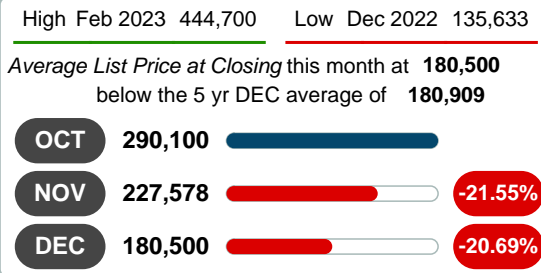 High Feb 2023 444,700 Low Dec 2022 135,633
Average List Price at Closing this month at 180,500
below the 5 yr DEC average of 180,909
OCT 290,100
NOV 227,578 -21.55%
DEC 180,500 -20.69%